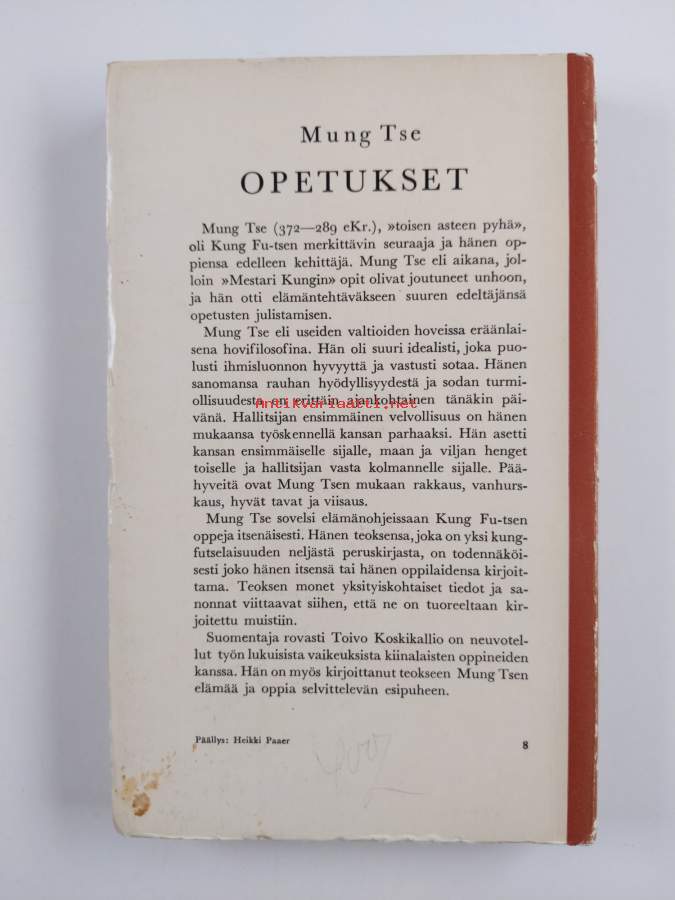 Mung Tse
OPETUKSET
Mung Tse (372—289 eKr.), »toisen asteen pyhä»,
oli Kung Fu-tsen merkittävin seuraaja ja hänen op-
piensa edelleen kehittäjä. Mung Tse eli aikana, jol-
loin »Mestari Kungin» opit olivat joutuneet unhoon,
ja hän otti elämäntehtäväkseen suuren edeltäjänsä
opetusten julistamisen.
Mung Tse eli useiden valtioiden hoveissa eräänlai-
sena hovifilosofina. Hän oli suuri idealisti, joka puo-
lusti ihmisluonnon hyvyyttä ja vastusti sotaa. Hänen
sanomansa rauhan hyödyllisyydestä ja sodan turmi-
ollisuudesta on erittäin ajankohtainen tänäkin päi-
Antikvariaatti.net
vänä. Hallitsijan ensimmäinen velvollisuus on hänen
mukaansa työskennellä kansan parhaaksi. Hän asetti
kansan ensimmäiselle sijalle, maan ja viljan henget
toiselle ja hallitsijan vasta kolmannelle sijalle. Pää-
hyveitä ovat Mung Tsen mukaan rakkaus, vanhurs-
kaus, hyvät tavat ja viisaus.
Mung Tse sovelsi elämänohjeissaan Kung Fu-tsen
oppeja itsenäisesti. Hänen teoksensa, joka on yksi kung-
futselaisuuden neljästä peruskirjasta, on todennäköi-
sesti joko hänen itsensä tai hänen oppilaidensa kirjoit-
tama. Teoksen monet yksityiskohtaiset tiedot ja sa-
nonnat viittaavat siihen, että ne on tuoreeltaan kir-
joitettu muistiin.
Suomentaja rovasti Toivo Koskikallio on neuvotel-
lut työn lukuisista vaikeuksista kiinalaisten oppineiden
kanssa. Hän on myös kirjoittanut teokseen Mung Tsen
elämää ja oppia selvittelevän esipuheen.
Päällys: Heikki Paaer
8